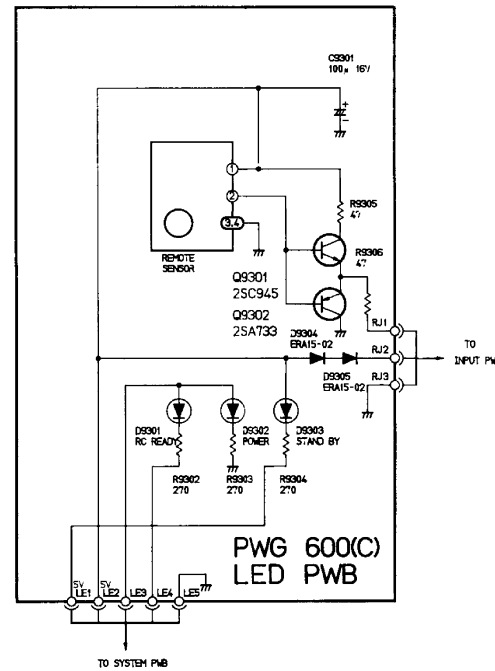 C9301
100μ 16V
+
-
1
2
3.4
REMOTE
SENSOR
R9305
47
R9306
47
Q9301
2SC945
Q9302
2SA733
RJ1
D9304
ERA15-02
RJ2
TO
INPUT PW
D9305
ERA15-02
RJ3
D9301
RC READY
D9302
POWER
D9303
STAND BY
R9302
270
R9303
270
R9304
270
PWG 600(C)
LED PWB
5V
LE1
5V
LE2
LE3
LE4
LE5
TO SYSTEM PWB